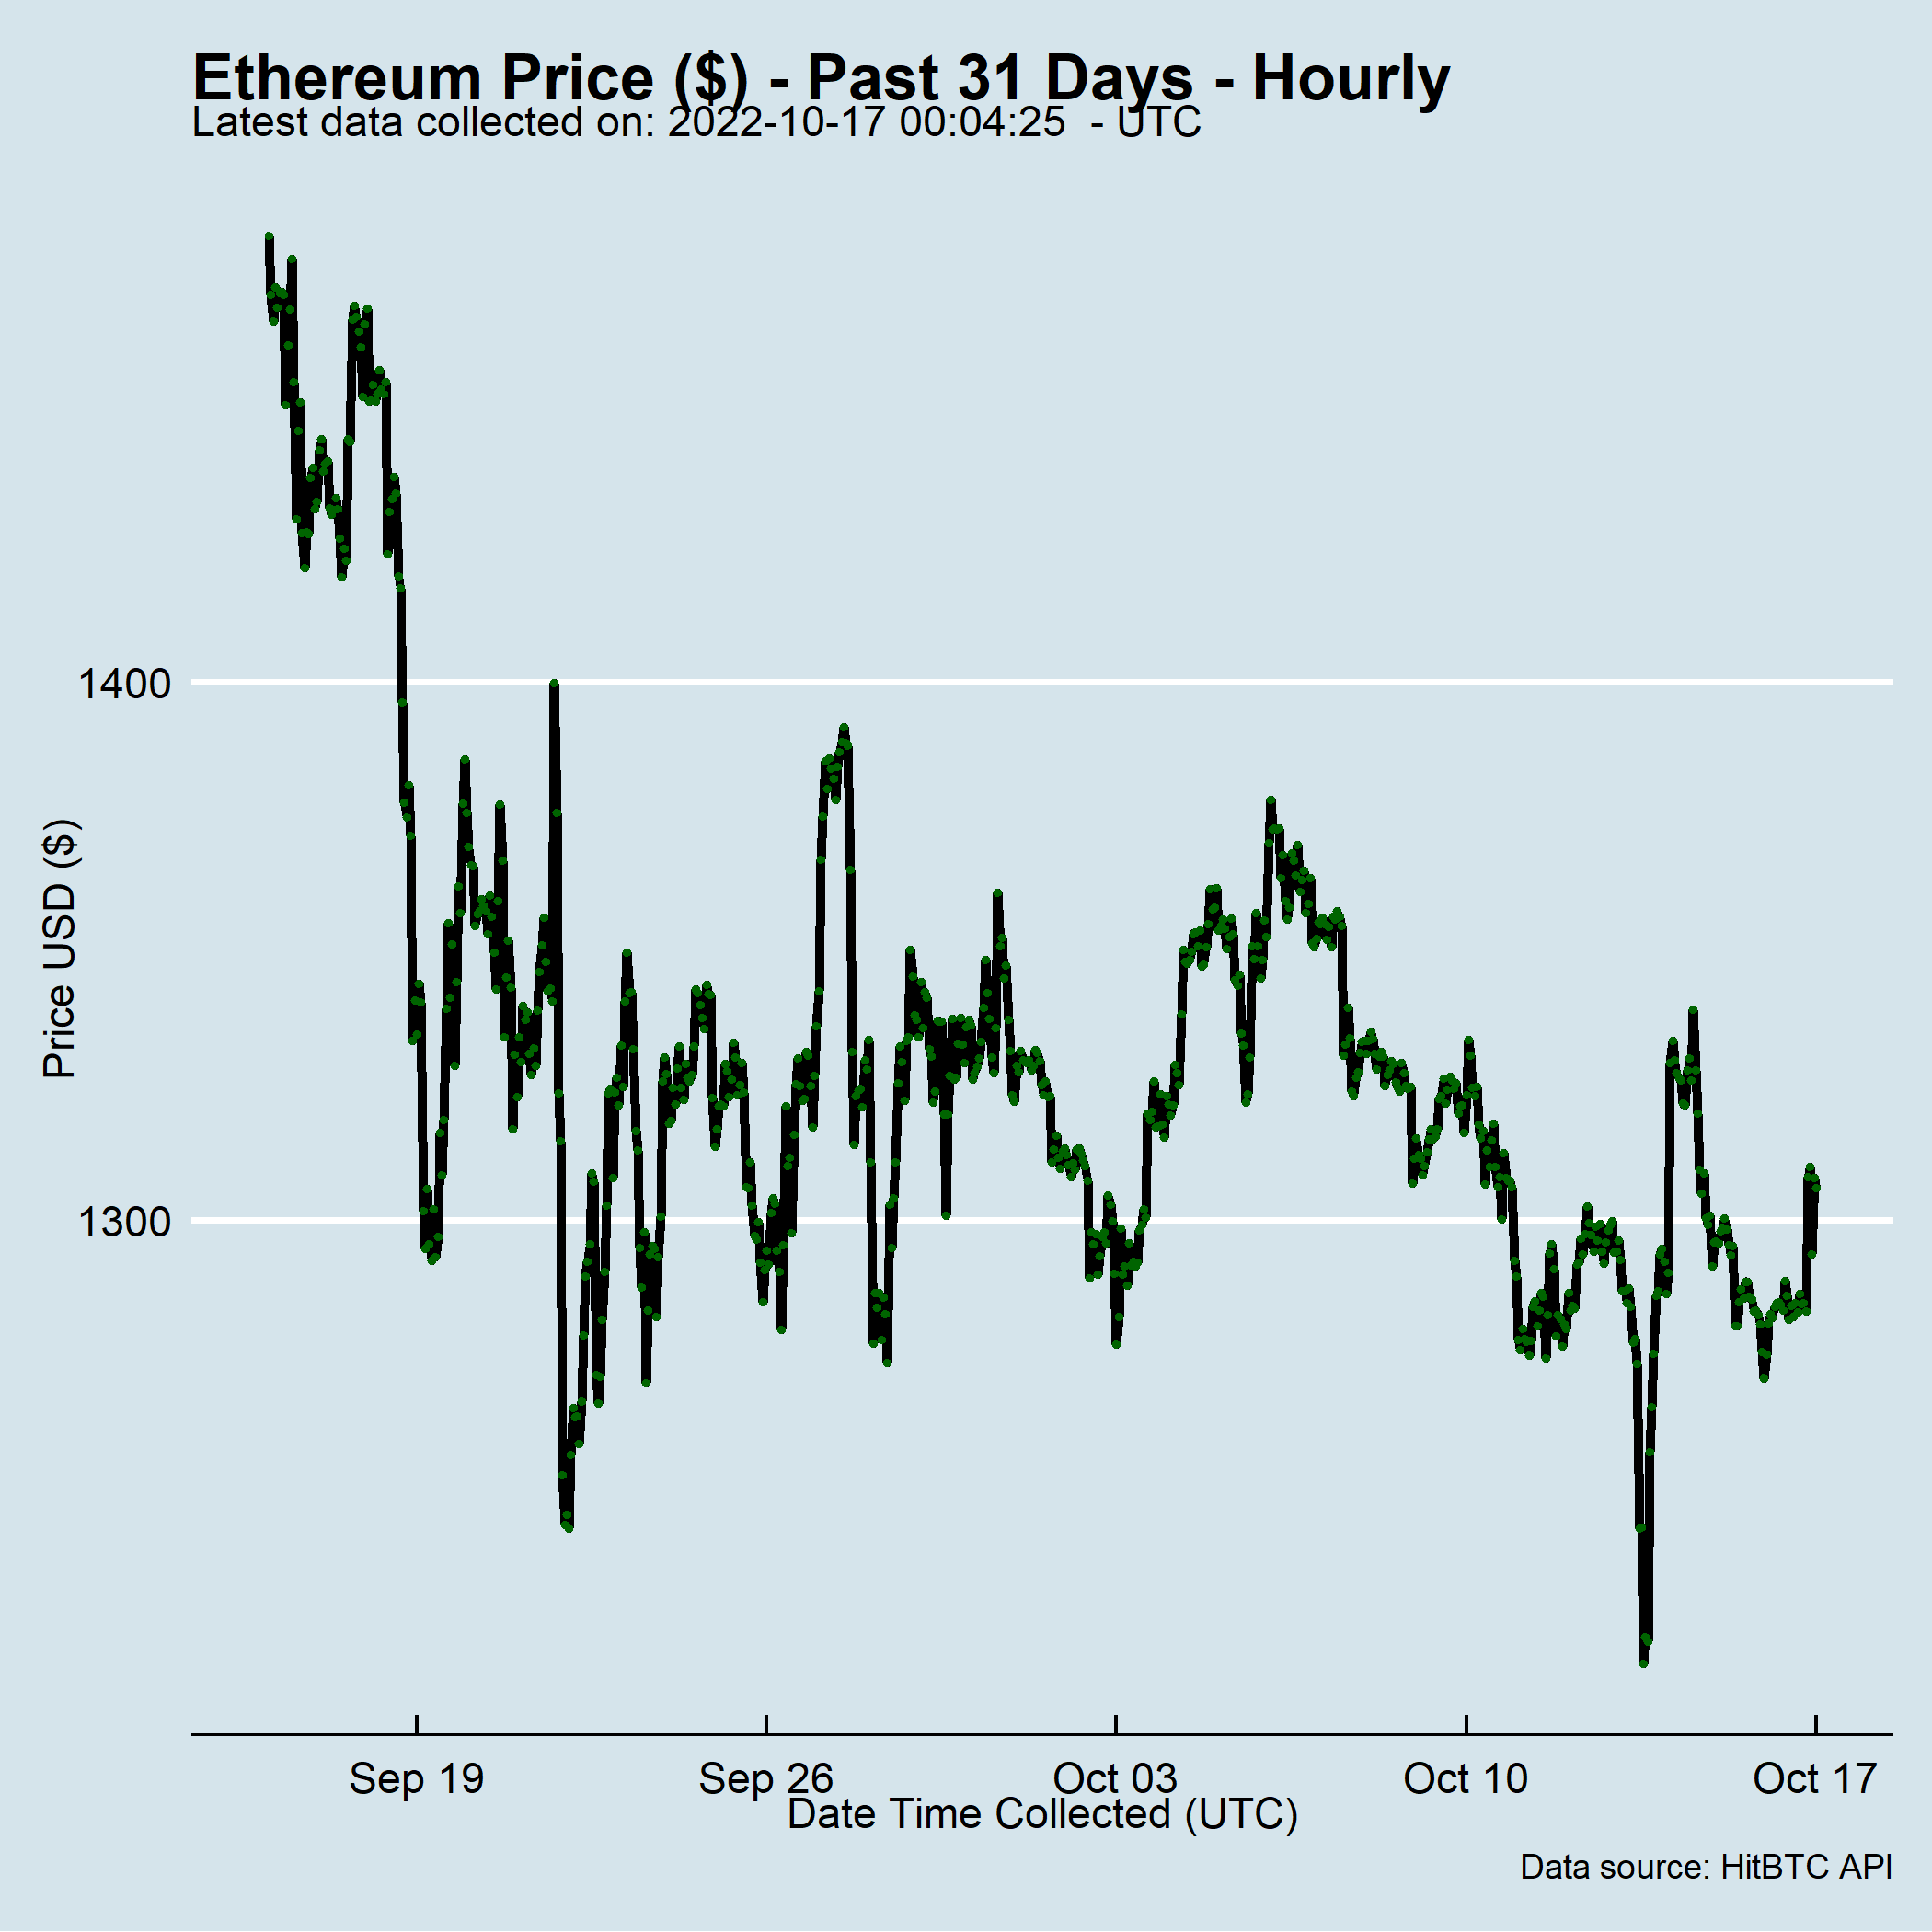 Ethereum Price ($) - Past 31 Days - Hourly
Latest data collected on: 2022-10-17 00:04:25  - UTC
1400
Price USD ($)
1300
Sep 19
Sep 26
Oct 03
Oct 10
Oct 17
Date Time Collected (UTC)
Data source: HitBTC API